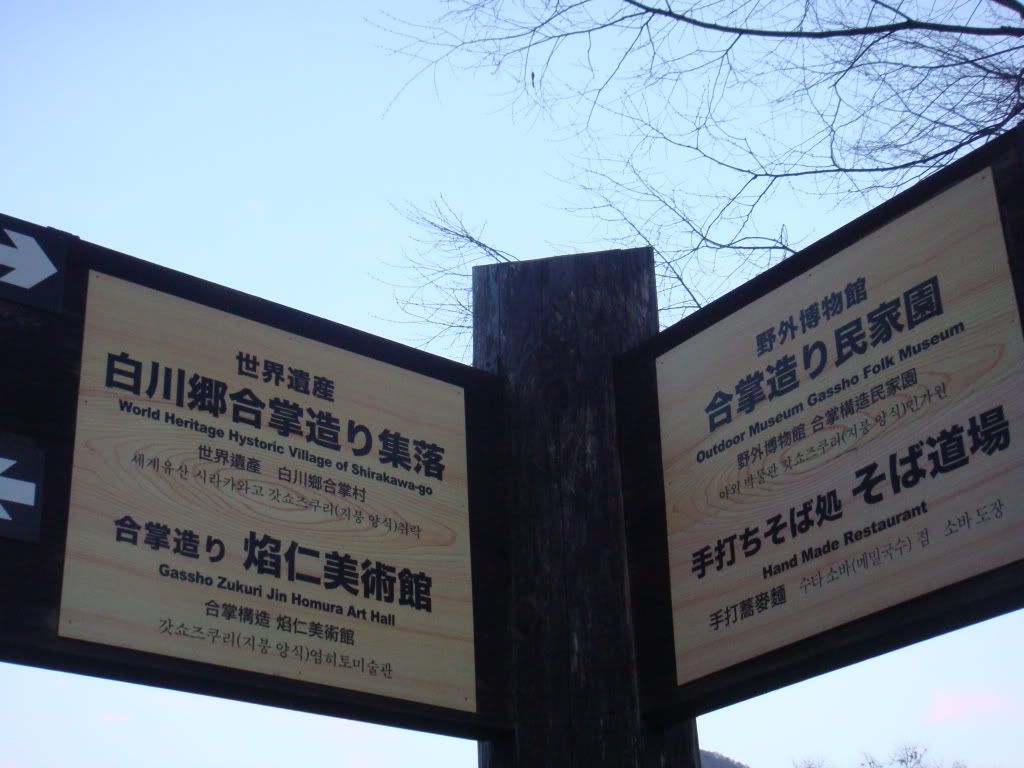 世界遺産
白川郷合掌造り集落
World Heritage Hystoric Village of Shirakawa-go
世界遺產 白川鄉合掌村
세계유산 시라카와고 갓쇼즈쿠리(지붕 양식)취락
合掌造り 焔仁美術館
Gassho Zukuri Jin Homura Art Hall
合掌構造 焰仁美術館
갓쇼즈쿠리(지붕 양식)염히토미술관
野外博物館
合掌造り民家園
Outdoor Museum Gassho Folk Museum
野外博物館 合掌構造民家園
야외 박물관 갓쇼즈쿠리(지붕 양식)민가원
手打ちそば処 そば道場
Hand Made Restaurant
手打蕎麥麵 수타 소바(메밀국수) 점 소바 도장